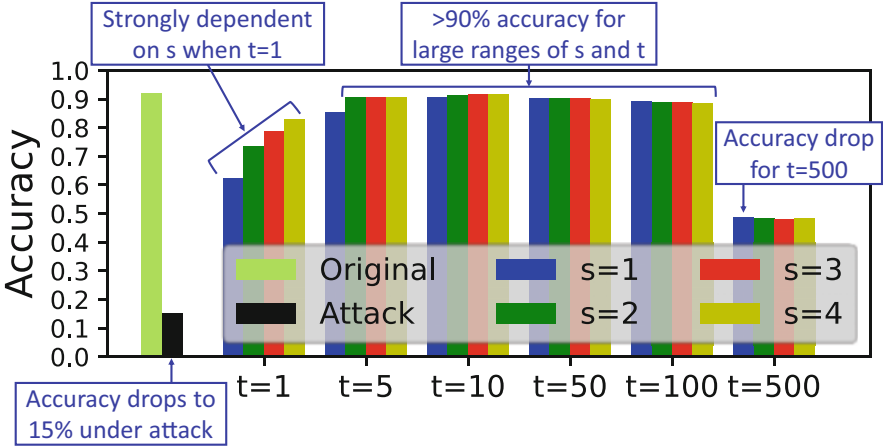 Strongly dependent
on s when t=1
>90% accuracy for
large ranges of s and t
Accuracy
1.0
0.9
0.8
0.7
0.6
0.5
0.4
0.3
0.2
0.1
0.0
Accuracy drop
for t=500
Original
Attack
s=1
s=2
s=3
s=4
t=1
t=5
t=10
t=50
t=100
t=500
Accuracy drops to
15% under attack